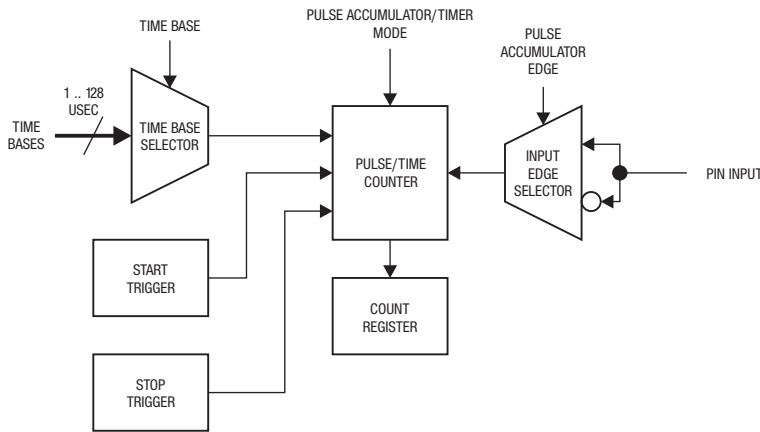 TIME BASE
PULSE ACCUMULATOR/TIMER
MODE
PULSE
ACCUMULATOR
EDGE
1 .. 128
USEC
TIME
BASES
TIME BASE
SELECTOR
PULSE/TIME
COUNTER
INPUT
EDGE
SELECTOR
PIN INPUT
START
TRIGGER
COUNT
REGISTER
STOP
TRIGGER